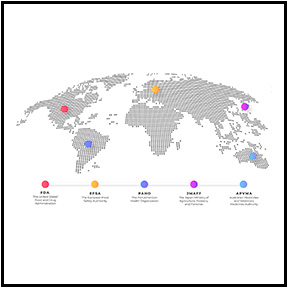 FDA
The United States
Food and Drug
Administration
EFSA
The European Food
Safety Authority
PAHO
The Pan American
Health Organization
JMAFF
The Japan Ministry of
Agriculture, Forestry
and Fisheries
APVMA
Australian Pesticides
and Veterinary
Medicines Authority